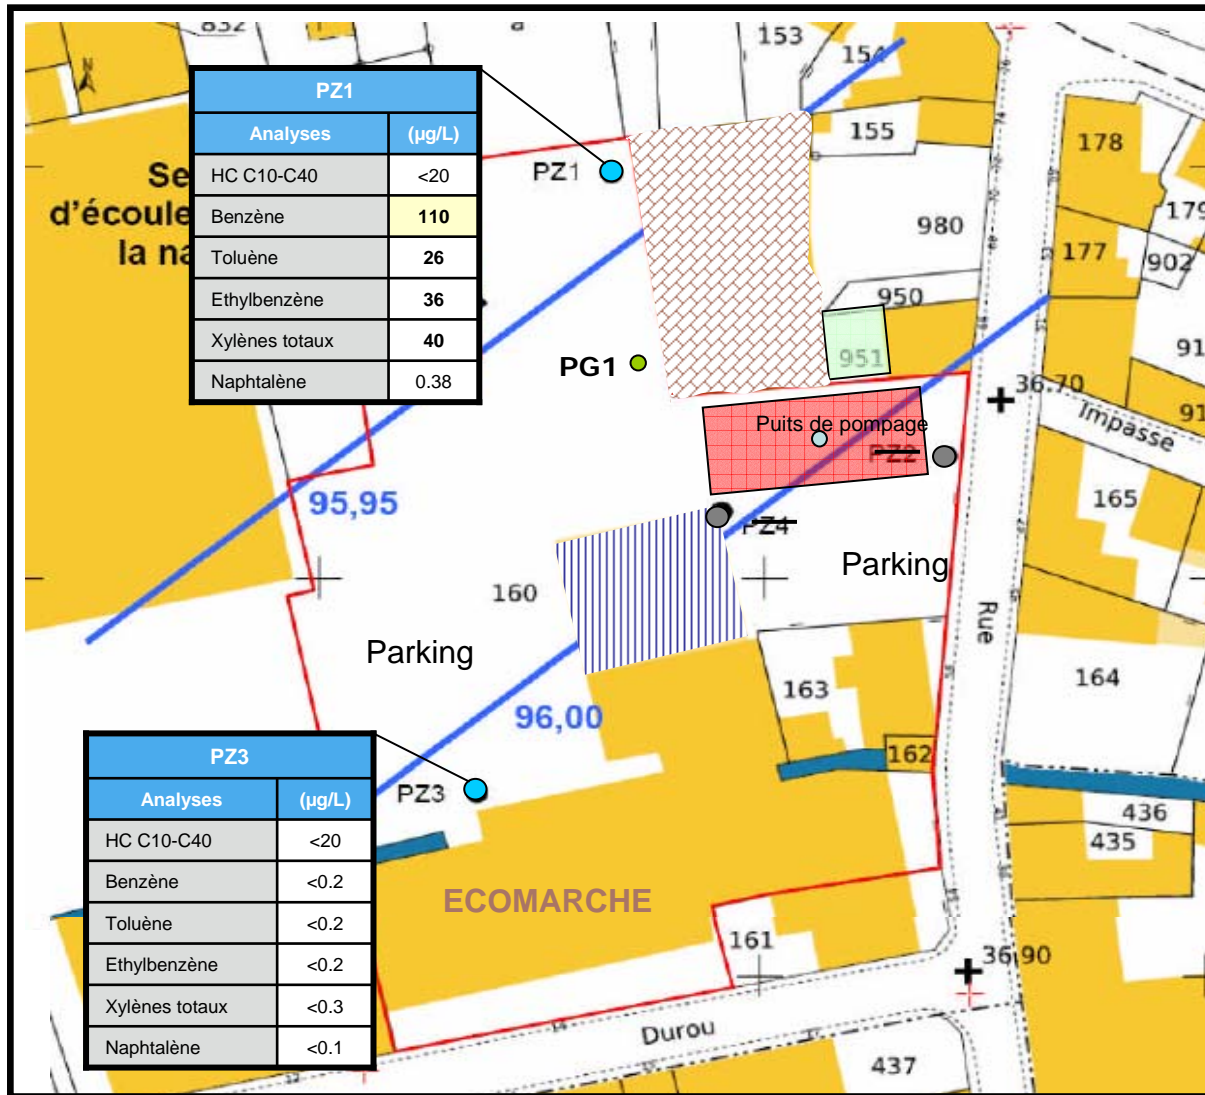 832
a
153
154
PZ1
Analyses (µg/L)
HC C10-C40 <20
Benzène 110
Toluène 26
Ethylbenzène 36
Xylènes totaux 40
Naphtalène 0.38
N
Se
d'écoule
la na
PZ1
155
178
179
980
177
902
950
951
91
PG1
36.70
91
Impasse
Puits de pompage
PZ2
95,95
165
PZ4
Parking
160
Rue
Parking
163
164
96,00
162
PZ3
Analyses (µg/L)
HC C10-C40 <20
Benzène <0.2
Toluène <0.2
Ethylbenzène <0.2
Xylènes totaux <0.3
Naphtalène <0.1
PZ3
436
435
ECOMARCHE
161
36.90
Durou
437